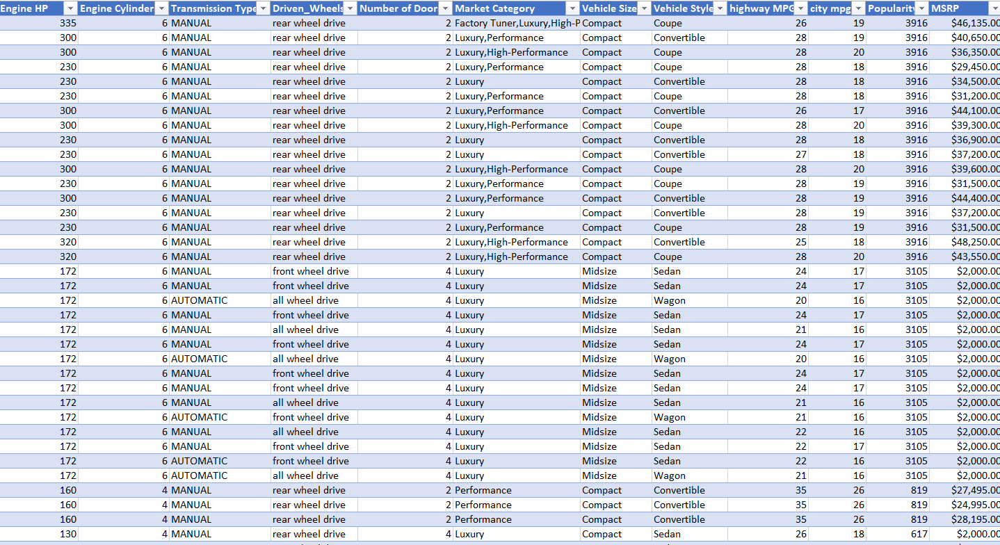 Engine HP Engine Cylinder Transmission Type Driven_Wheels Number of Door Market Category Vehicle Size Vehicle Style highway MPG city mpg Popularity MSRP
335 6 MANUAL rear wheel drive 2 Factory Tuner,Luxury,High-P Compact Coupe 26 19 3916 $46,135.00
300 6 MANUAL rear wheel drive 2 Luxury,Performance Compact Convertible 28 19 3916 $40,650.00
300 6 MANUAL rear wheel drive 2 Luxury,High-Performance Compact Coupe 28 20 3916 $36,350.00
230 6 MANUAL rear wheel drive 2 Luxury,Performance Compact Coupe 28 18 3916 $29,450.00
230 6 MANUAL rear wheel drive 2 Luxury Compact Convertible 28 18 3916 $34,500.00
230 6 MANUAL rear wheel drive 2 Luxury,Performance Compact Coupe 28 18 3916 $31,200.00
300 6 MANUAL rear wheel drive 2 Luxury,Performance Compact Convertible 26 17 3916 $44,100.00
300 6 MANUAL rear wheel drive 2 Luxury,High-Performance Compact Coupe 28 20 3916 $39,300.00
230 6 MANUAL rear wheel drive 2 Luxury Compact Convertible 28 18 3916 $36,900.00
230 6 MANUAL rear wheel drive 2 Luxury Compact Convertible 27 18 3916 $37,200.00
300 6 MANUAL rear wheel drive 2 Luxury,High-Performance Compact Coupe 28 20 3916 $39,600.00
230 6 MANUAL rear wheel drive 2 Luxury,Performance Compact Coupe 28 19 3916 $31,500.00
300 6 MANUAL rear wheel drive 2 Luxury,Performance Compact Convertible 28 19 3916 $44,400.00
230 6 MANUAL rear wheel drive 2 Luxury Compact Convertible 28 19 3916 $37,200.00
230 6 MANUAL rear wheel drive 2 Luxury,Performance Compact Coupe 28 19 3916 $31,500.00
320 6 MANUAL rear wheel drive 2 Luxury,High-Performance Compact Convertible 25 18 3916 $48,250.00
320 6 MANUAL rear wheel drive 2 Luxury,High-Performance Compact Coupe 28 20 3916 $43,550.00
172 6 MANUAL front wheel drive 4 Luxury Midsize Sedan 24 17 3105 $2,000.00
172 6 MANUAL front wheel drive 4 Luxury Midsize Sedan 24 17 3105 $2,000.00
172 6 AUTOMATIC all wheel drive 4 Luxury Midsize Wagon 20 16 3105 $2,000.00
172 6 MANUAL front wheel drive 4 Luxury Midsize Sedan 24 17 3105 $2,000.00
172 6 MANUAL all wheel drive 4 Luxury Midsize Sedan 21 16 3105 $2,000.00
172 6 MANUAL front wheel drive 4 Luxury Midsize Sedan 24 17 3105 $2,000.00
172 6 AUTOMATIC all wheel drive 4 Luxury Midsize Wagon 20 16 3105 $2,000.00
172 6 MANUAL front wheel drive 4 Luxury Midsize Sedan 24 17 3105 $2,000.00
172 6 MANUAL front wheel drive 4 Luxury Midsize Sedan 24 17 3105 $2,000.00
172 6 MANUAL all wheel drive 4 Luxury Midsize Sedan 21 16 3105 $2,000.00
172 6 AUTOMATIC front wheel drive 4 Luxury Midsize Wagon 21 16 3105 $2,000.00
172 6 MANUAL all wheel drive 4 Luxury Midsize Sedan 22 16 3105 $2,000.00
172 6 MANUAL front wheel drive 4 Luxury Midsize Sedan 22 17 3105 $2,000.00
172 6 AUTOMATIC front wheel drive 4 Luxury Midsize Sedan 22 16 3105 $2,000.00
172 6 AUTOMATIC all wheel drive 4 Luxury Midsize Wagon 21 16 3105 $2,000.00
160 4 MANUAL rear wheel drive 2 Performance Compact Convertible 35 26 819 $27,495.00
160 4 MANUAL rear wheel drive 2 Performance Compact Convertible 35 26 819 $24,995.00
160 4 MANUAL rear wheel drive 2 Performance Compact Convertible 35 26 819 $28,195.00
130 4 MANUAL rear wheel drive 4 Luxury Compact Sedan 26 18 617 $2,000.00